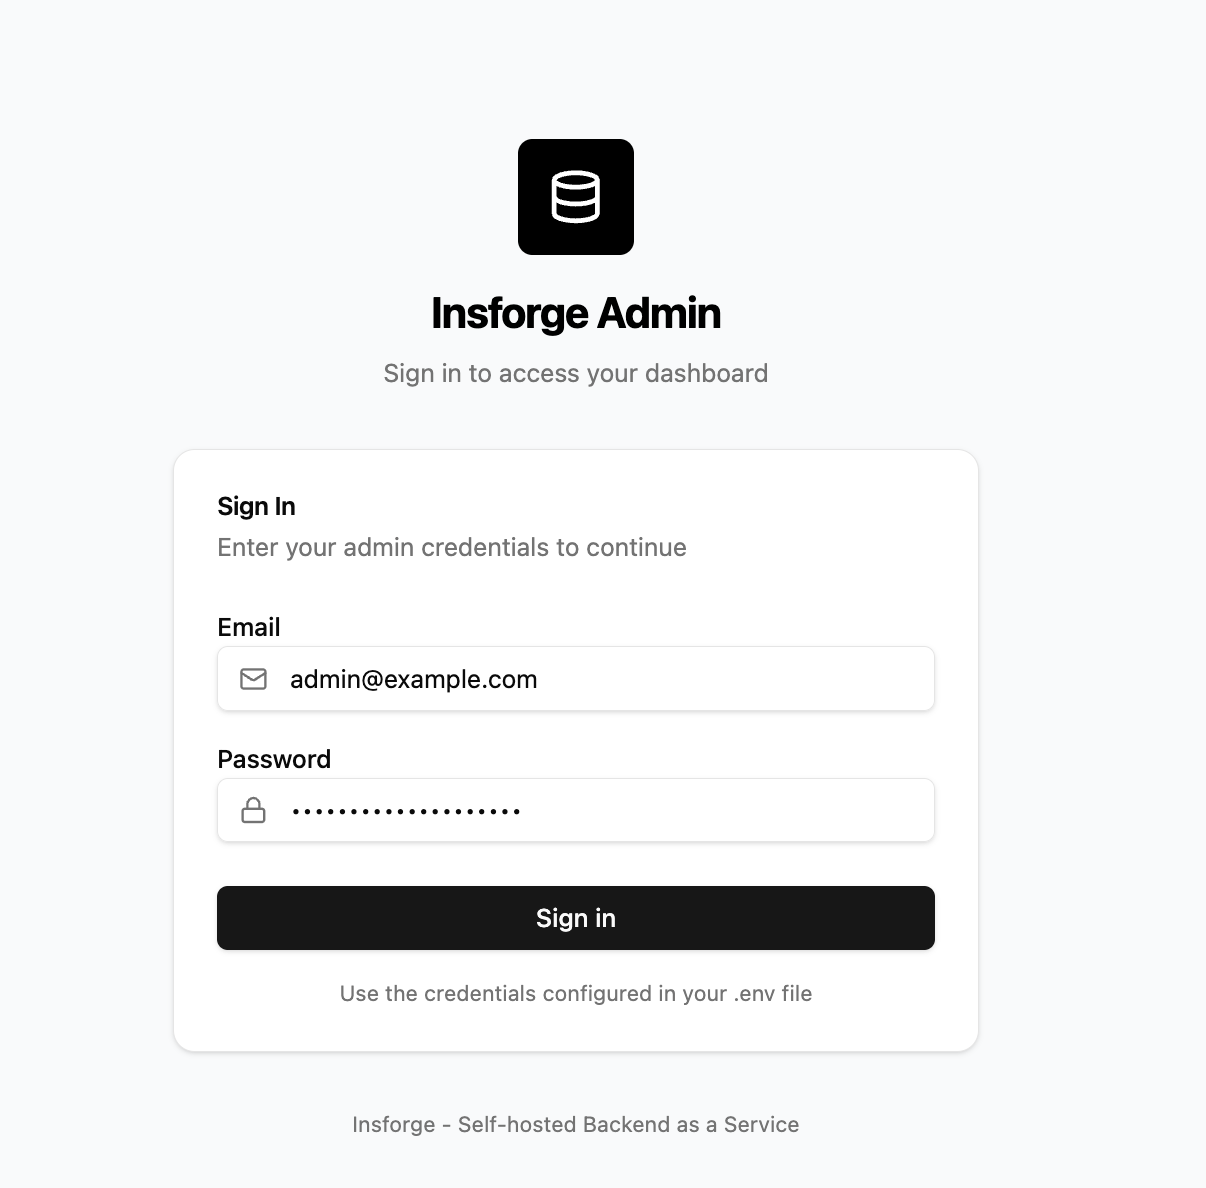 Insforge Admin
Sign in to access your dashboard
Sign In
Enter your admin credentials to continue
Email
admin@example.com
Password
••••••••••••••••••••
Sign in
Use the credentials configured in your .env file
Insforge - Self-hosted Backend as a Service